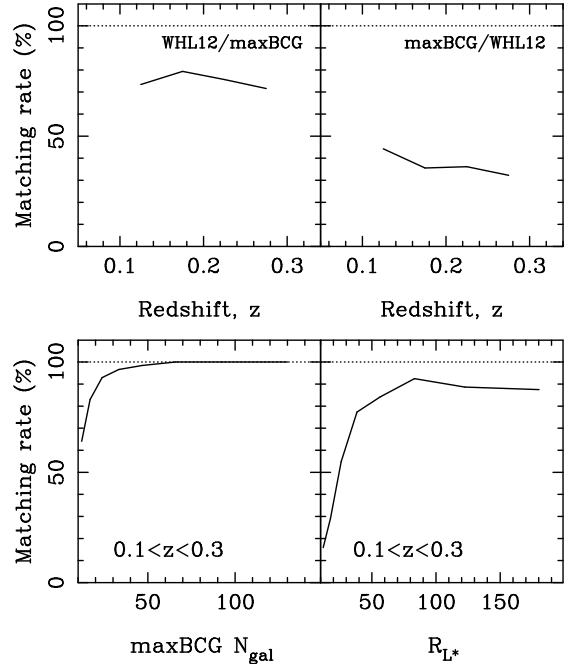 WHL12/maxBCG
maxBCG/WHL12
Matching rate (%)
100
50
0
0.1 0.2 0.3
0.1 0.2 0.3
Redshift, z
Redshift, z
Matching rate (%)
100
50
0
0.1<z<0.3
0.1<z<0.3
50 100
50 100 150
maxBCG N_gal
R_L*